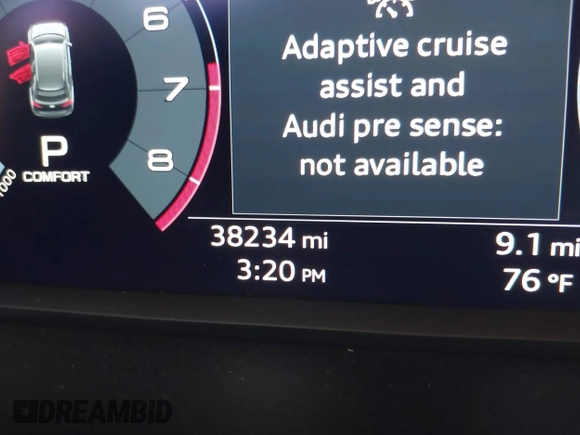 6
7
8
1000
P
COMFORT
Adaptive cruise
assist and
Audi pre sense:
not available
38234 mi
9.1 mi
3:20 PM
76 °F
DREAMBID